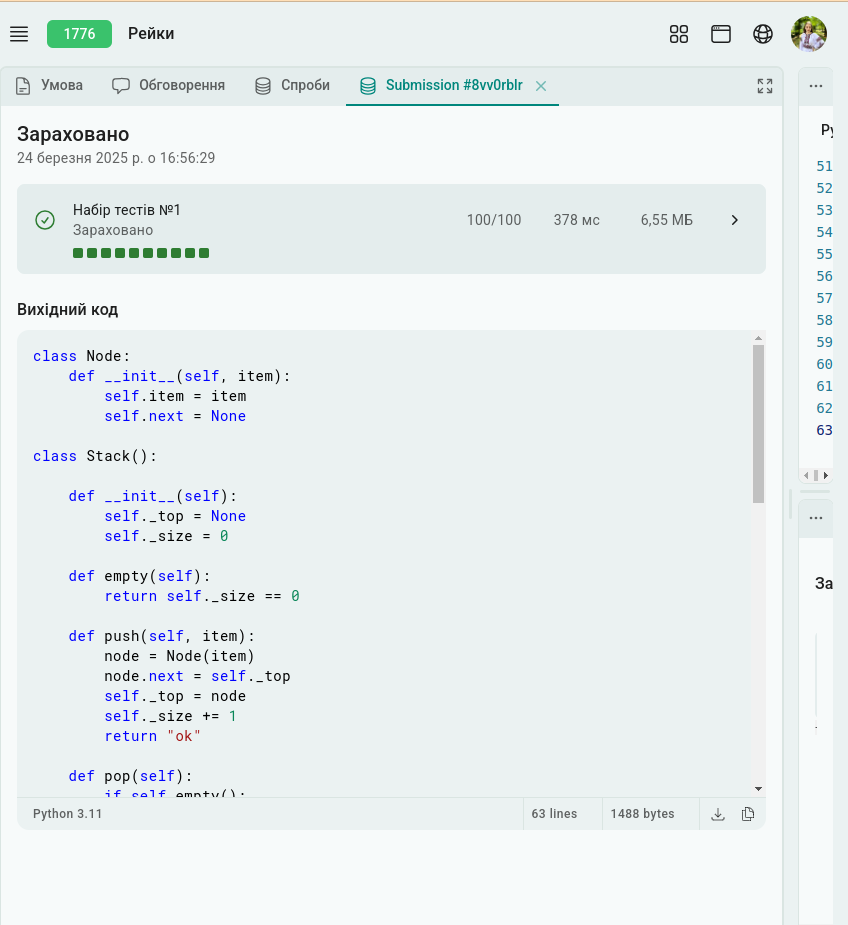 1776 Рейки
Умова Обговорення Спроби Submission #8vv0rblr
Зараховано
24 березня 2025 р. о 16:56:29
Набір тестів №1
Зараховано
100/100 378 мс 6,55 МБ
Вихідний код
class Node:
    def __init__(self, item):
        self.item = item
        self.next = None
class Stack():
    def __init__(self):
        self._top = None
        self._size = 0
    def empty(self):
        return self._size == 0
    def push(self, item):
        node = Node(item)
        node.next = self._top
        self._top = node
        self._size += 1
        return "ok"
    def pop(self):
        if self.empty():
Python 3.11 63 lines 1488 bytes
51
52
53
54
55
56
57
58
59
60
61
62
63